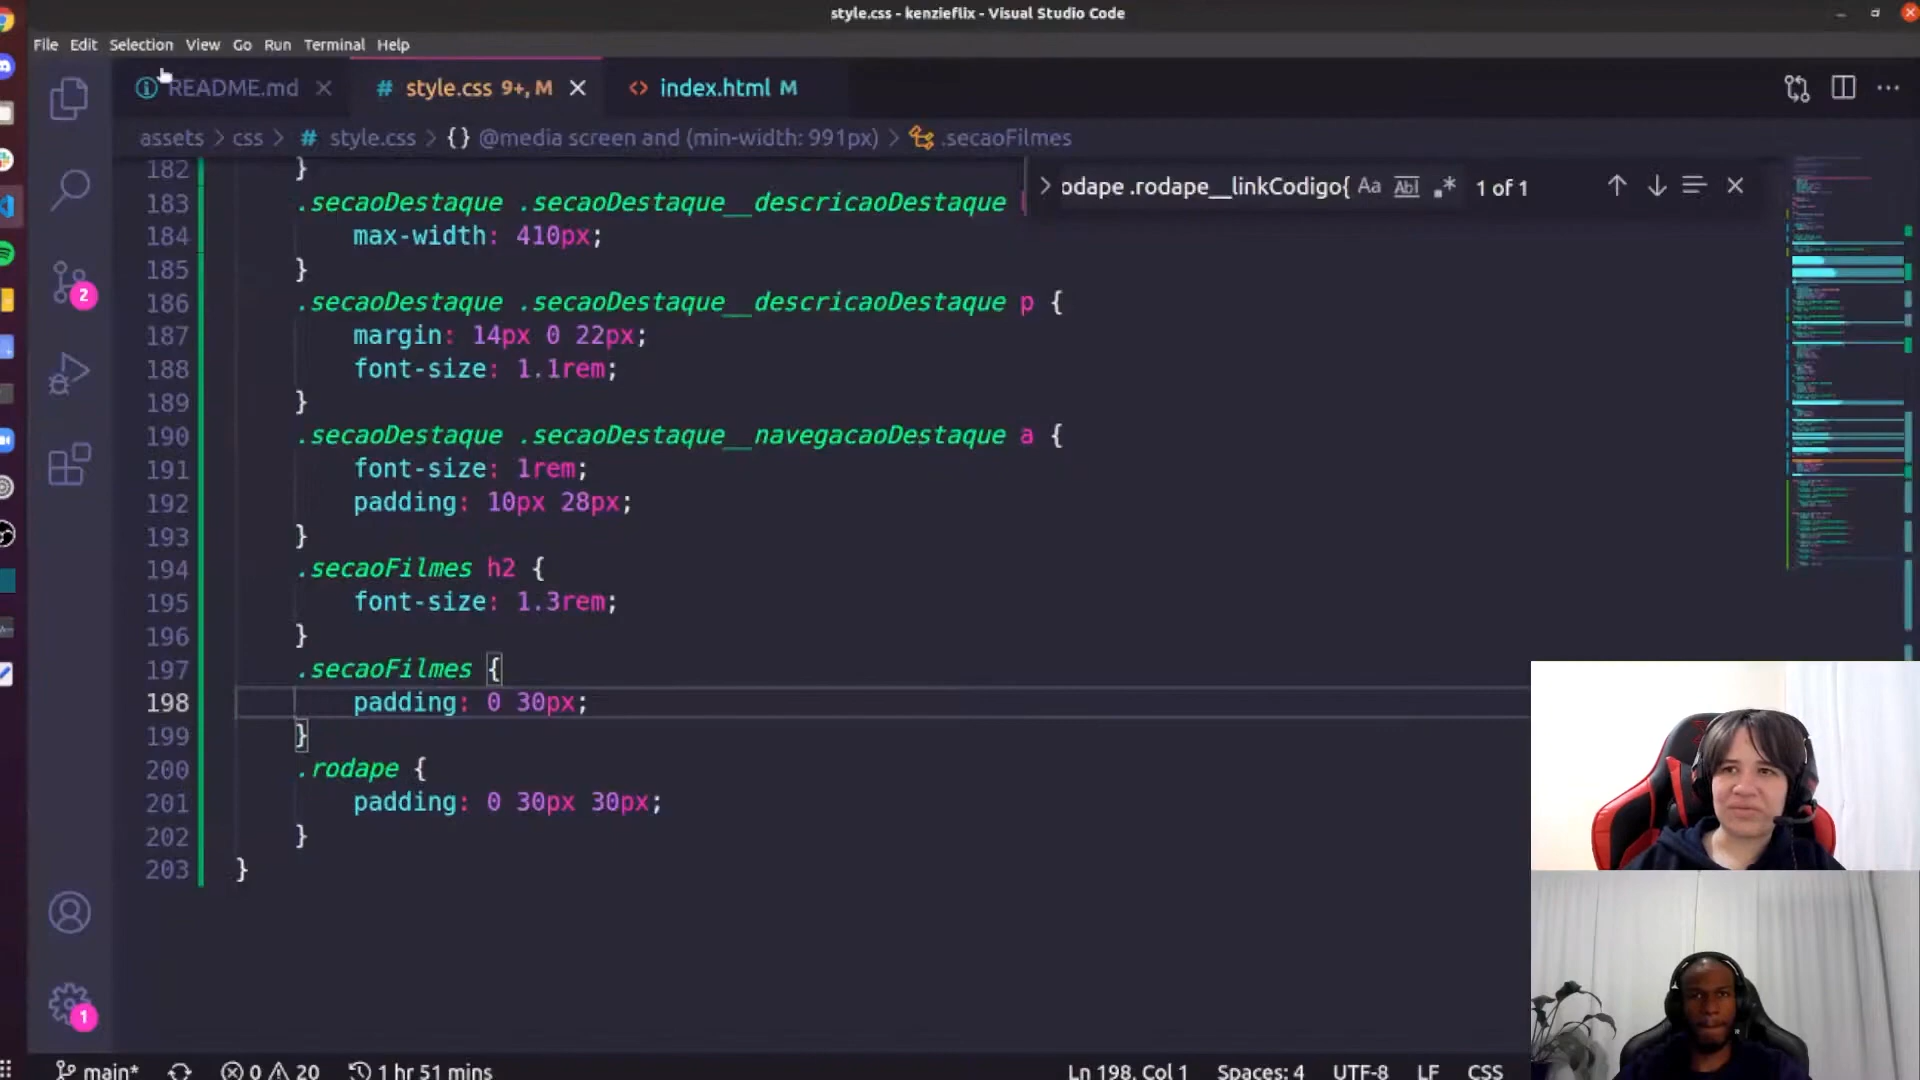 style.css - kenzieflix - Visual Studio Code
File Edit Selection View Go Run Terminal Help
README.md
# style.css 9+, M
<> index.html M
assets > css > # style.css > {} @media screen and (min-width: 991px) > .secaoFilmes
odape .rodape__linkCodigo{ Aa Abl .* 1 of 1
182 }
183 .secaoDestaque .secaoDestaque__descricaoDestaque
184 max-width: 410px;
185 }
186 .secaoDestaque .secaoDestaque__descricaoDestaque p {
187 margin: 14px 0 22px;
188 font-size: 1.1rem;
189 }
190 .secaoDestaque .secaoDestaque__navegacaoDestaque a {
191 font-size: 1rem;
192 padding: 10px 28px;
193 }
194 .secaoFilmes h2 {
195 font-size: 1.3rem;
196 }
197 .secaoFilmes {
198 padding: 0 30px;
199 }
200 .rodape {
201 padding: 0 30px 30px;
202 }
203 }
2
1
main* 0 20 1 hr 51 mins Ln 198, Col 1 Spaces: 4 UTF-8 LF CSS